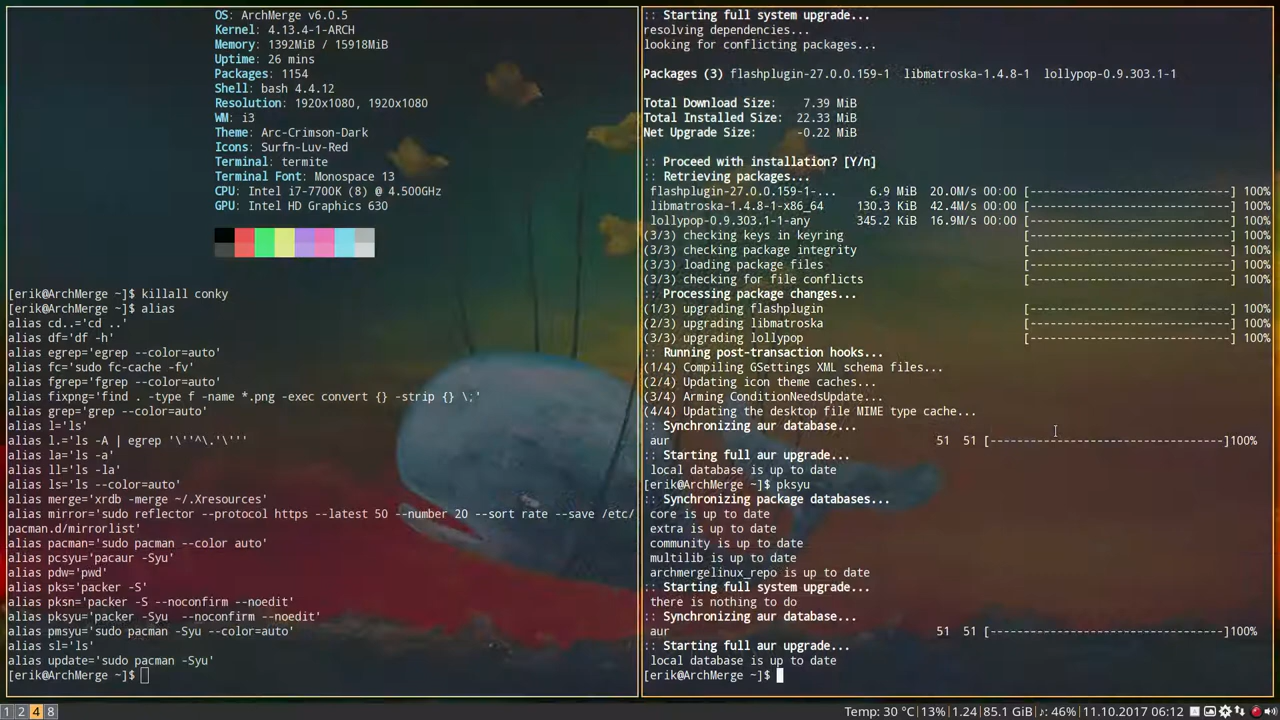 OS: ArchMerge v6.0.5
Kernel: 4.13.4-1-ARCH
Memory: 1392MiB / 15918MiB
Uptime: 26 mins
Packages: 1154
Shell: bash 4.4.12
Resolution: 1920x1080, 1920x1080
WM: i3
Theme: Arc-Crimson-Dark
Icons: Surfn-Luv-Red
Terminal: termite
Terminal Font: Monospace 13
CPU: Intel i7-7700K (8) @ 4.500GHz
GPU: Intel HD Graphics 630
[erik@ArchMerge ~]$ killall conky
[erik@ArchMerge ~]$ alias
alias cd..='cd ..'
alias df='df -h'
alias egrep='egrep --color=auto'
alias fc='sudo fc-cache -fv'
alias fgrep='fgrep --color=auto'
alias fixpng='find . -type f -name *.png -exec convert {} -strip {} \;'
alias grep='grep --color=auto'
alias l='ls'
alias l.='ls -A | egrep '\''^\.'\'''
alias la='ls -a'
alias ll='ls -la'
alias ls='ls --color=auto'
alias merge='xrdb -merge ~/.Xresources'
alias mirror='sudo reflector --protocol https --latest 50 --number 20 --sort rate --save /etc/
pacman.d/mirrorlist'
alias pacman='sudo pacman --color auto'
alias pcsyu='pacaur -Syu'
alias pdw='pwd'
alias pks='packer -S'
alias pksn='packer -S --noconfirm --noedit'
alias pksyu='packer -Syu  --noconfirm --noedit'
alias pmsyu='sudo pacman -Syu --color=auto'
alias sl='ls'
alias update='sudo pacman -Syu'
[erik@ArchMerge ~]$
:: Starting full system upgrade...
resolving dependencies...
looking for conflicting packages...
Packages (3) flashplugin-27.0.0.159-1  libmatroska-1.4.8-1  lollypop-0.9.303.1-1
Total Download Size:   7.39 MiB
Total Installed Size:  22.33 MiB
Net Upgrade Size:      -0.22 MiB
:: Proceed with installation? [Y/n]
:: Retrieving packages...
flashplugin-27.0.0.159-1-...     6.9 MiB  20.0M/s 00:00 [------------------------------] 100%
libmatroska-1.4.8-1-x86_64     130.3 KiB  42.4M/s 00:00 [------------------------------] 100%
lollypop-0.9.303.1-1-any       345.2 KiB  16.9M/s 00:00 [------------------------------] 100%
(3/3) checking keys in keyring [------------------------------] 100%
(3/3) checking package integrity [------------------------------] 100%
(3/3) loading package files [------------------------------] 100%
(3/3) checking for file conflicts [------------------------------] 100%
:: Processing package changes...
(1/3) upgrading flashplugin [------------------------------] 100%
(2/3) upgrading libmatroska [------------------------------] 100%
(3/3) upgrading lollypop [------------------------------] 100%
:: Running post-transaction hooks...
(1/4) Compiling GSettings XML schema files...
(2/4) Updating icon theme caches...
(3/4) Arming ConditionNeedsUpdate...
(4/4) Updating the desktop file MIME type cache...
:: Synchronizing aur database...
aur 51  51 [-----------------------------------]100%
:: Starting full aur upgrade...
local database is up to date
[erik@ArchMerge ~]$ pksyu
:: Synchronizing package databases...
core is up to date
extra is up to date
community is up to date
multilib is up to date
archmergelinux_repo is up to date
:: Starting full system upgrade...
there is nothing to do
:: Synchronizing aur database...
aur 51  51 [-----------------------------------]100%
:: Starting full aur upgrade...
local database is up to date
[erik@ArchMerge ~]$
1 2 4 8 Temp: 30 °C|13%|1.24|85.1 GiB|♪: 46%|11.10.2017 06:12